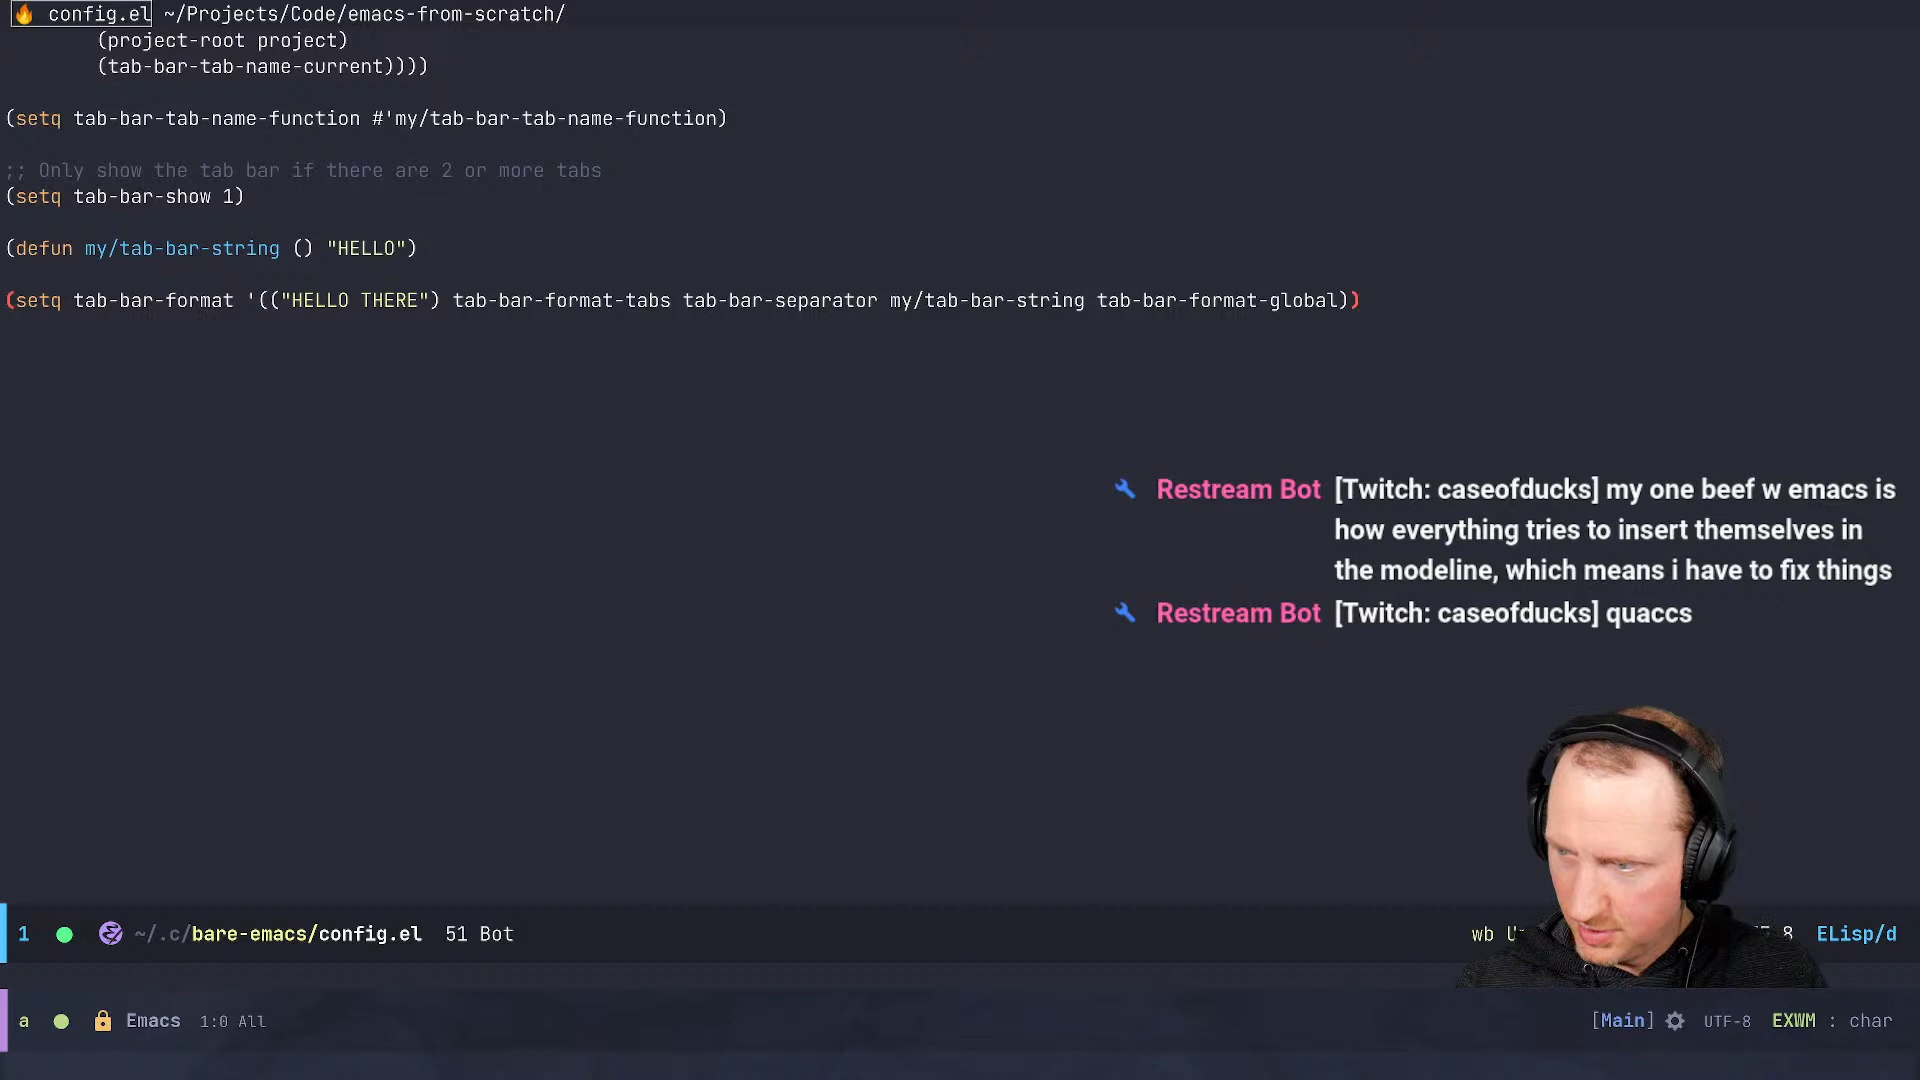 config.el ~/Projects/Code/emacs-from-scratch/
(project-root project)
(tab-bar-tab-name-current))))
(setq tab-bar-tab-name-function #'my/tab-bar-tab-name-function)
;; Only show the tab bar if there are 2 or more tabs
(setq tab-bar-show 1)
(defun my/tab-bar-string () "HELLO")
(setq tab-bar-format '(("HELLO THERE") tab-bar-format-tabs tab-bar-separator my/tab-bar-string tab-bar-format-global))
Restream Bot [Twitch: caseofducks] my one beef w emacs is
how everything tries to insert themselves in
the modeline, which means i have to fix things
Restream Bot [Twitch: caseofducks] quaccs
1 ~/.c/bare-emacs/config.el 51 Bot wb 8 ELisp/d
a Emacs 1:0 All [Main] UTF-8 EXWM : char